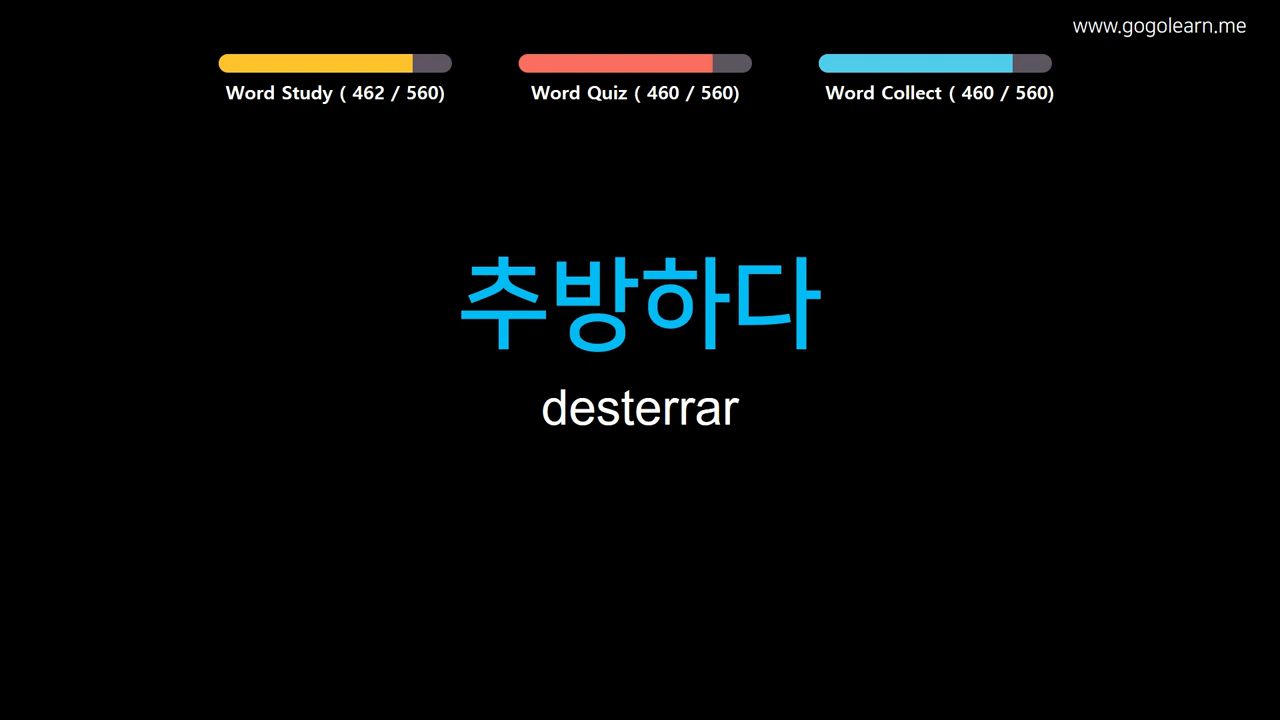 www.gogolearn.me
Word Study ( 462 / 560)
Word Quiz ( 460 / 560)
Word Collect ( 460 / 560)
추방하다
desterrar